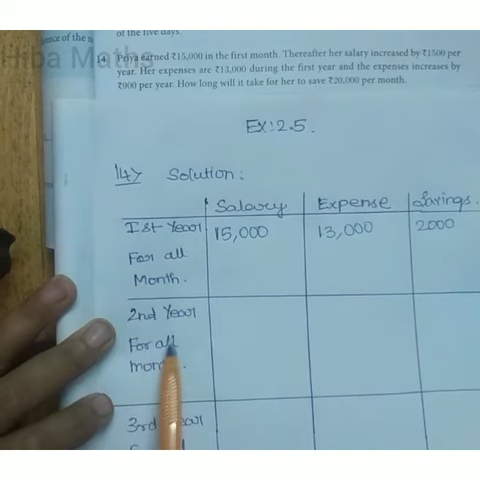 of the five days.
ence of the n
Hiba Maths
14 Priya earned ₹15,000 in the first month. Thereafter her salary increased by ₹1500 per
year. Her expenses are ₹13,000 during the first year and the expenses increases by
₹900 per year. How long will it take for her to save ₹20,000 per month.
Ex: 2.5.
14) Solution:
Salary Expense Savings.
Ist Year 15,000 13,000 2000
For all
Month.
2nd Year
For all
month.
3rd Year